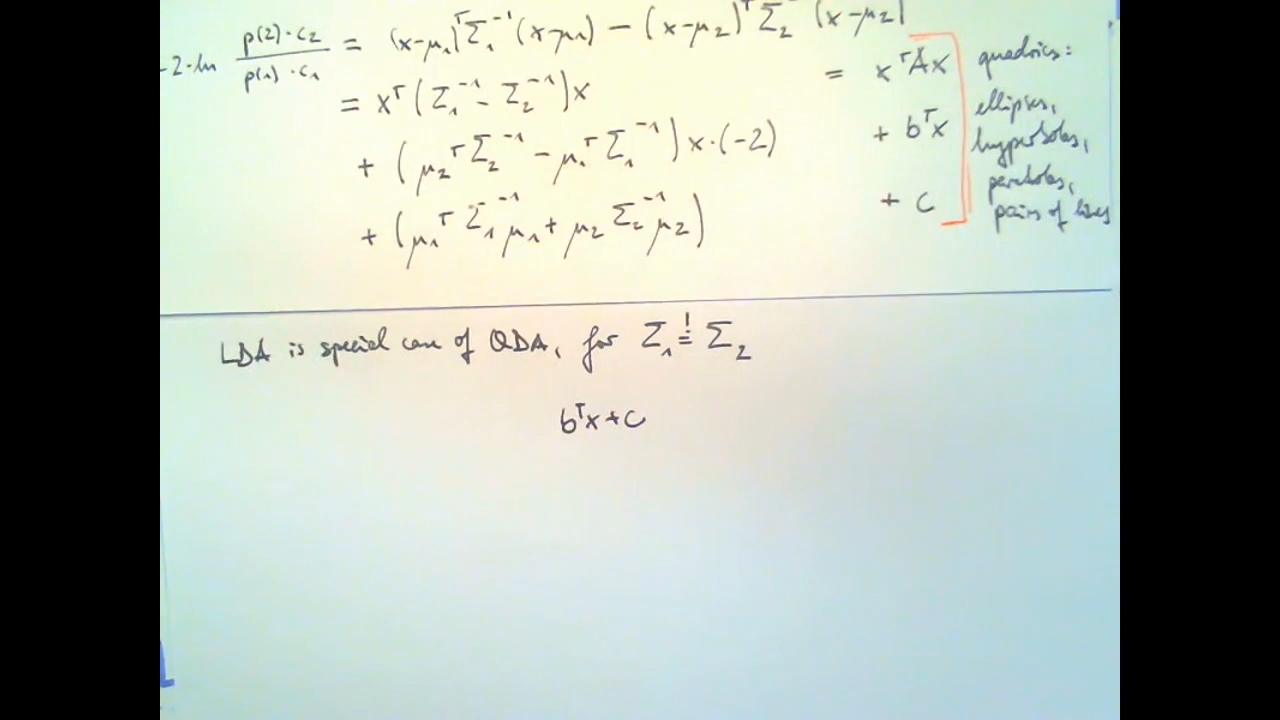 -2·ln p(2)·c₂ / p(1)·c₁ = (x-μ₁)ᵀΣ₁⁻¹(x-μ₁) - (x-μ₂)ᵀΣ₂⁻ (x-μ₂)
= xᵀ(Σ₁⁻¹ - Σ₂⁻¹)x
+ (μ₂ᵀΣ₂⁻¹ - μ₁ᵀΣ₁⁻¹)x·(-2)
+ (μ₁ᵀΣ₁⁻¹μ₁ + μ₂Σ₂⁻¹μ₂)
= xᵀAx
+ bᵀx
+ c
quadrics:
ellipses,
hyperbolas,
parabolas,
pairs of lines
LDA is special case of QDA, for Σ₁ =! Σ₂
bᵀx+c